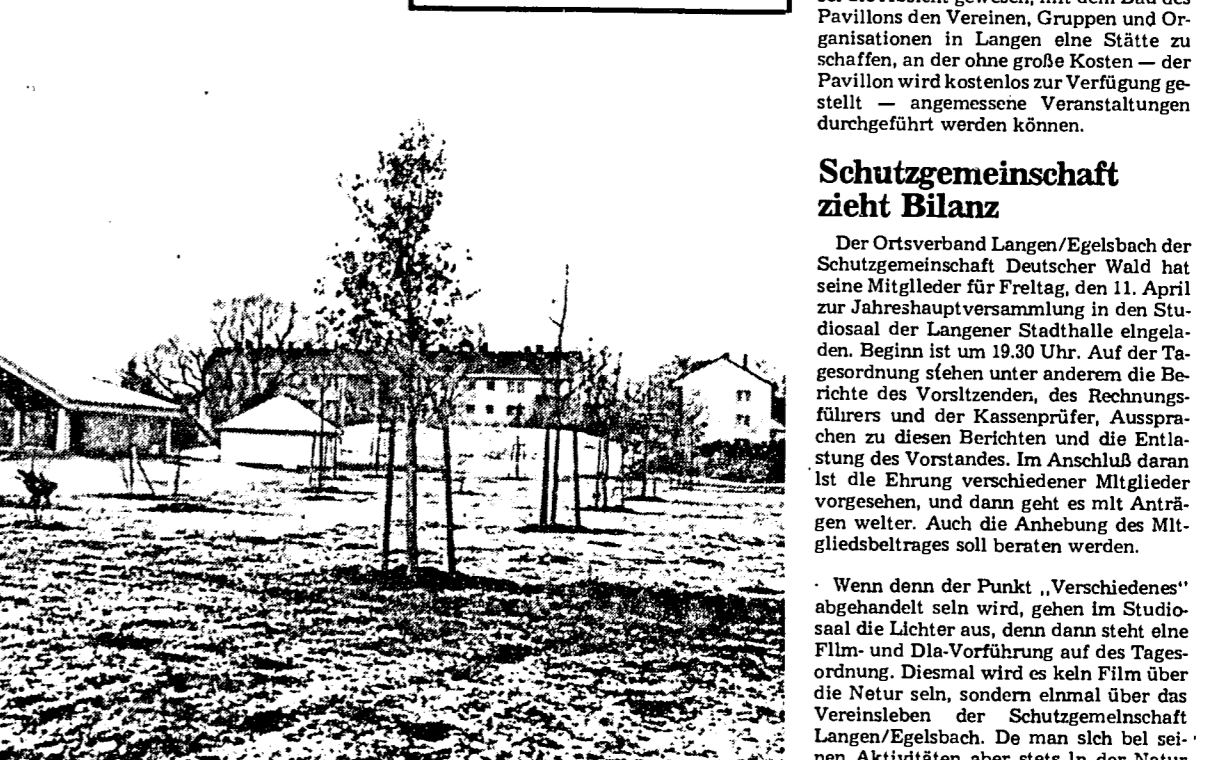 Pavillons den Vereinen, Gruppen und Or-
ganisationen in Langen elne Stätte zu
schaffen, an der ohne große Kosten — der
Pavillon wird kostenlos zur Verfügung ge-
stellt — angemessene Veranstaltungen
durchgeführt werden können.
Schutzgemeinschaft
zieht Bilanz
Der Ortsverband Langen/Egelsbach der
Schutzgemeinschaft Deutscher Wald hat
seine Mitglleder für Freltag, den 11. April
zur Jahreshauptversammlung in den Stu-
diosaal der Langener Stadthalle elngela-
den. Beginn ist um 19.30 Uhr. Auf der Ta-
gesordnung stehen unter anderem die Be-
richte des Vorsltzenden, des Rechnungs-
führers und der Kassenprüfer, Ausspra-
chen zu diesen Berichten und die Entla-
stung des Vorstandes. Im Anschluß daran
lst dle Ehrung verschiedener Mltglieder
vorgesehen, und dann geht es mlt Anträ-
gen welter. Auch die Anhebung des Mlt-
gliedsbeltrages soll beraten werden.
Wenn denn der Punkt „Verschiedenes“
abgehandelt seln wird, gehen im Studio-
saal die Lichter aus, denn dann steht elne
Fllm- und Dla-Vorführung auf des Tages-
ordnung. Diesmal wird es keln Film über
die Netur seln, sondern elnmal über das
Vereinsleben der Schutzgemelnschaft
Langen/Egelsbach. De man slch bel sei-
nen Aktivitäten aber stets ln der Natur